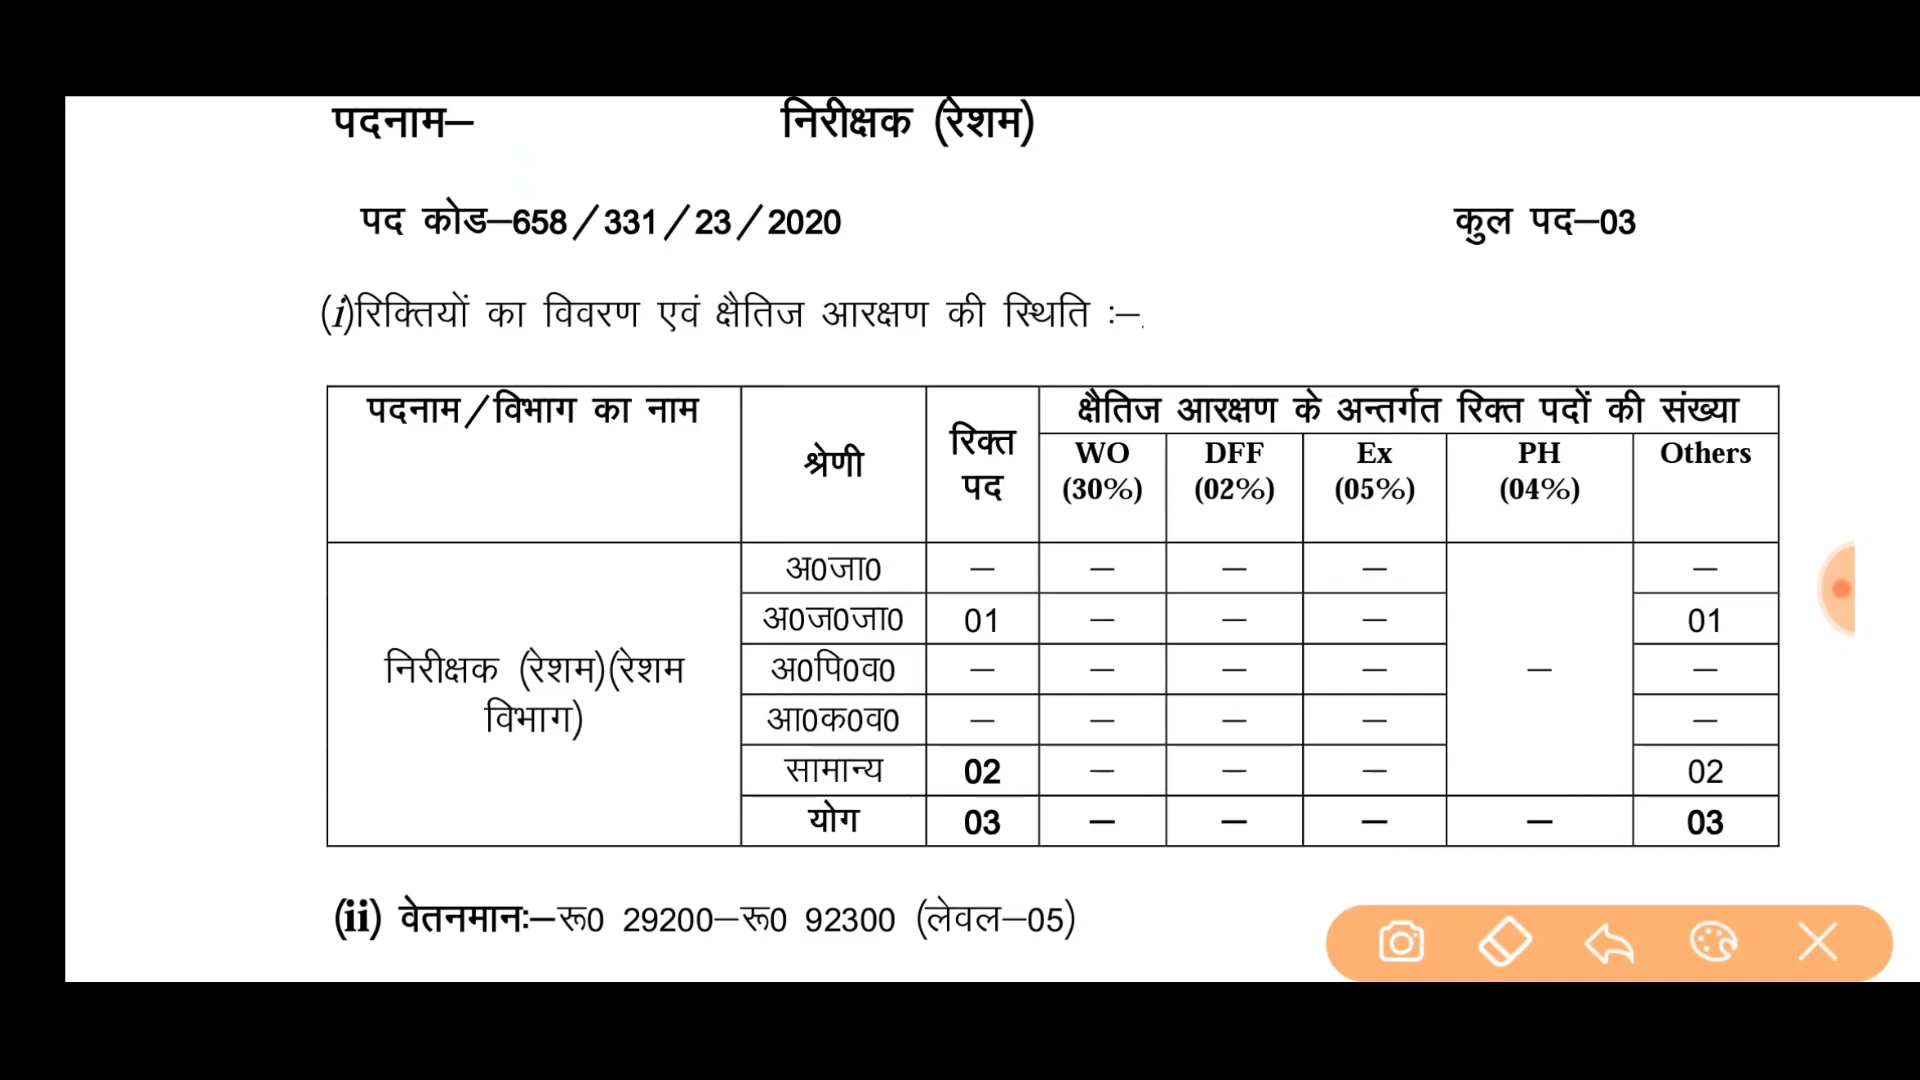 पदनाम– निरीक्षक (रेशम)
पद कोड–658/331/23/2020 कुल पद–03
(i)रिक्तियों का विवरण एवं क्षैतिज आरक्षण की स्थिति :–
पदनाम/विभाग का नाम श्रेणी रिक्त पद क्षैतिज आरक्षण के अन्तर्गत रिक्त पदों की संख्या
WO (30%) DFF (02%) Ex (05%) PH (04%) Others
अ0जा0 – – – – –
अ0ज0जा0 01 – – – 01
निरीक्षक (रेशम)(रेशम विभाग) अ0पि0व0 – – – – – –
आ0क0व0 – – – – –
सामान्य 02 – – – 02
योग 03 – – – – 03
(ii) वेतनमानः–रू0 29200–रू0 92300 (लेवल–05)